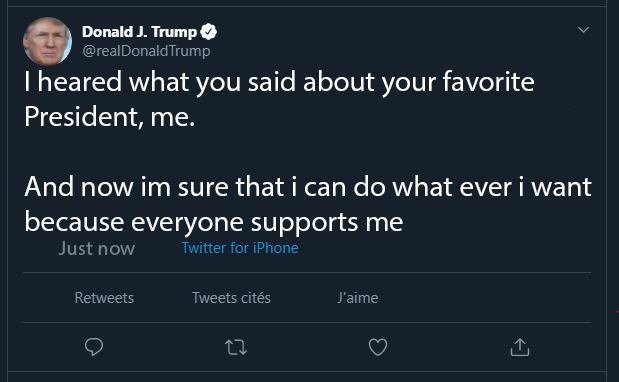 Donald J. Trump
@realDonaldTrump
I heared what you said about your favorite
President, me.
And now im sure that i can do what ever i want
because everyone supports me
Just now Twitter for iPhone
Retweets Tweets cités J'aime